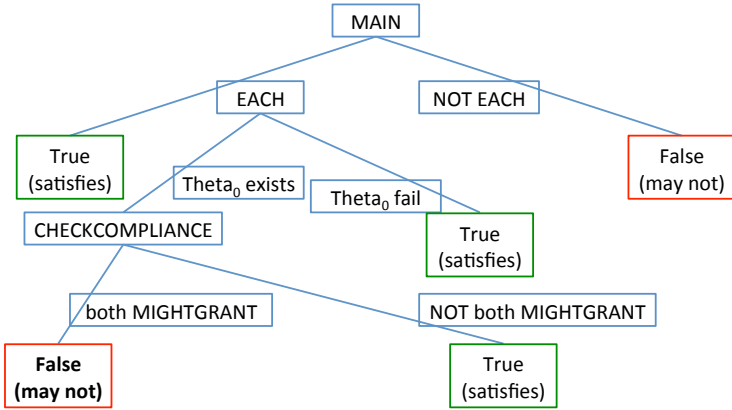 MAIN
EACH
NOT EACH
True
(satisfies)
False
(may not)
Theta₀ exists
Theta₀ fail
CHECKCOMPLIANCE
True
(satisfies)
both MIGHTGRANT
NOT both MIGHTGRANT
False
(may not)
True
(satisfies)